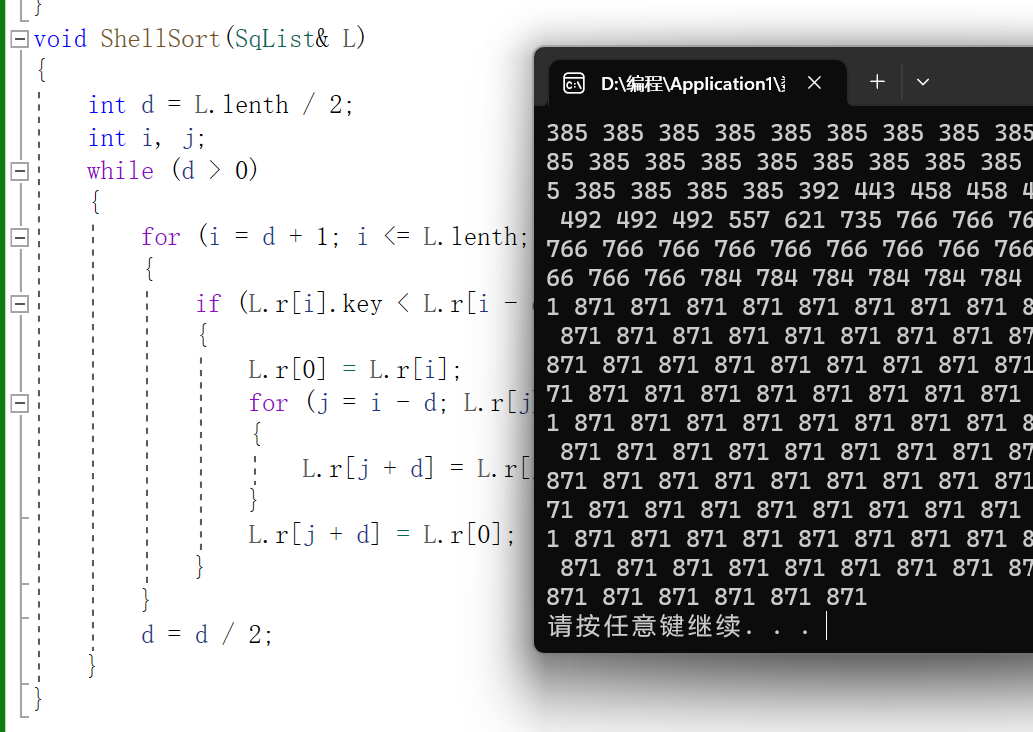 }
void ShellSort(SqList& L)
{
int d = L.lenth / 2;
int i, j;
while (d > 0)
{
for (i = d + 1; i <= L.lenth;
{
if (L.r[i].key < L.r[i -
{
L.r[0] = L.r[i];
for (j = i - d; L.r[j
{
L.r[j + d] = L.r[
}
L.r[j + d] = L.r[0];
}
}
d = d / 2;
}
}
D:\编程\Application1\
385 385 385 385 385 385 385 385 385
85 385 385 385 385 385 385 385 385
5 385 385 385 385 392 443 458 458 4
492 492 492 557 621 735 766 766 76
766 766 766 766 766 766 766 766 766
66 766 766 784 784 784 784 784 784
1 871 871 871 871 871 871 871 871 8
871 871 871 871 871 871 871 871 87
871 871 871 871 871 871 871 871 871
71 871 871 871 871 871 871 871 871
1 871 871 871 871 871 871 871 871 8
871 871 871 871 871 871 871 871 87
871 871 871 871 871 871 871 871 871
71 871 871 871 871 871 871 871 871
1 871 871 871 871 871 871 871 871 8
871 871 871 871 871 871 871 871 87
871 871 871 871 871 871
请按任意键继续. . .